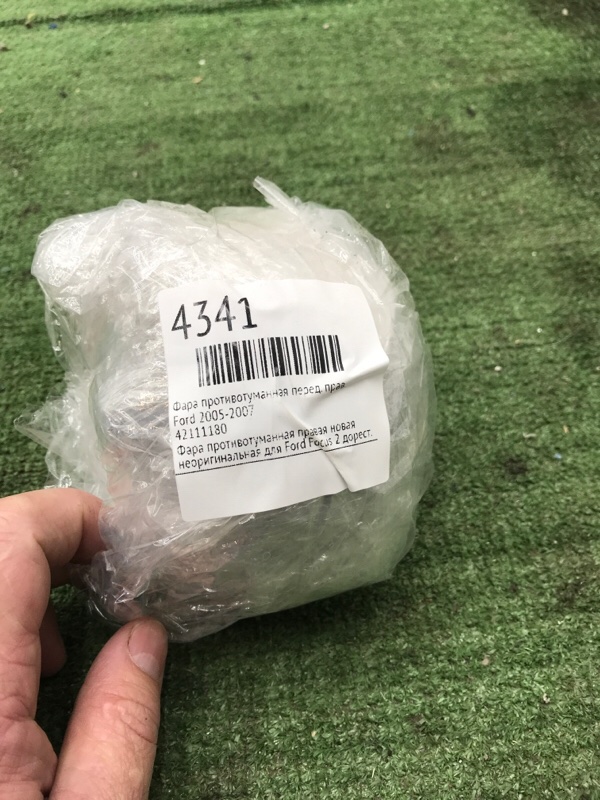 4341
Фара противотуманная перед. прав
Ford 2005-2007
42111180
Фара противотуманная правая новая
неоригинальная для Ford Focus 2 дорест.